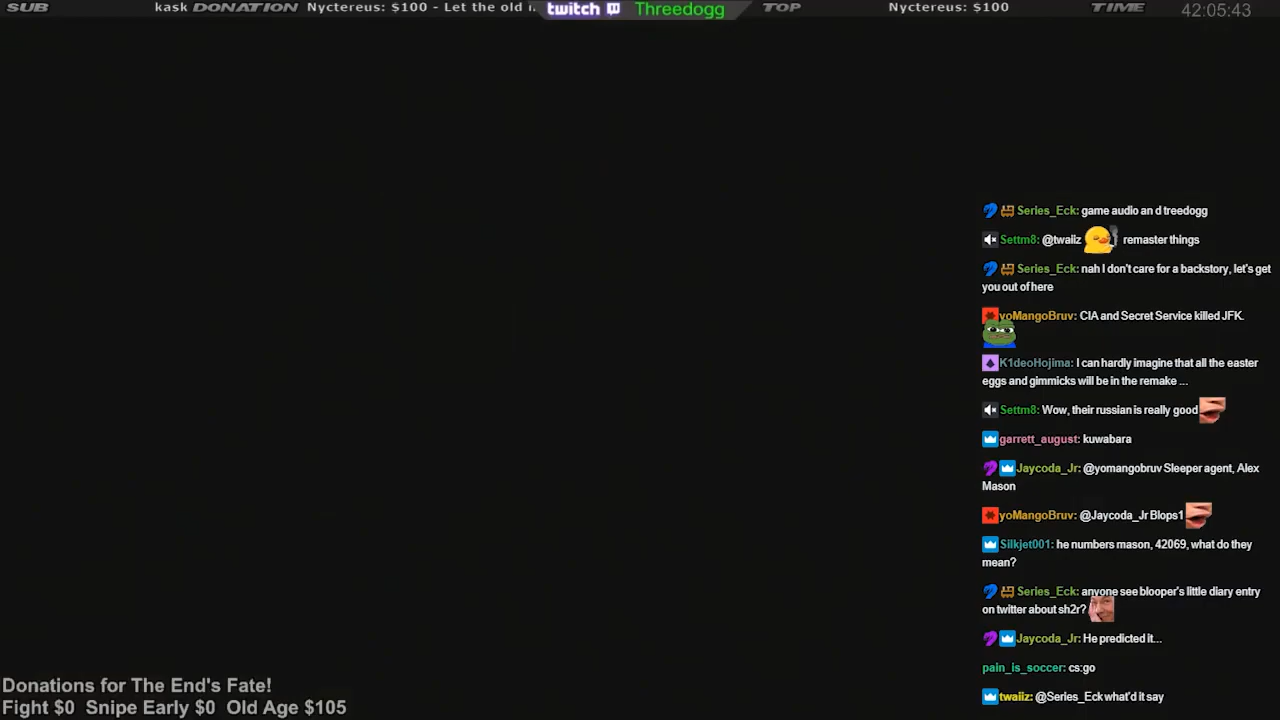 SUB kask DONATION Nyctereus: $100 - Let the old twitch Threedogg TOP Nyctereus: $100 TIME 42:05:43
Series_Eck: game audio an d treedogg
Settm8: @twaiiz remaster things
Series_Eck: nah I don't care for a backstory, let's get
you out of here
yoMangoBruv: CIA and Secret Service killed JFK.
K1deoHojima: I can hardly imagine that all the easter
eggs and gimmicks will be in the remake ...
Settm8: Wow, their russian is really good
garrett_august: kuwabara
Jaycoda_Jr: @yomangobruv Sleeper agent, Alex
Mason
yoMangoBruv: @Jaycoda_Jr Blops1
Silkjet001: he numbers mason, 42069, what do they
mean?
Series_Eck: anyone see blooper's little diary entry
on twitter about sh2r?
Jaycoda_Jr: He predicted it...
pain_is_soccer: cs:go
twaiiz: @Series_Eck what'd it say
Donations for The End's Fate!
Fight $0 Snipe Early $0 Old Age $105